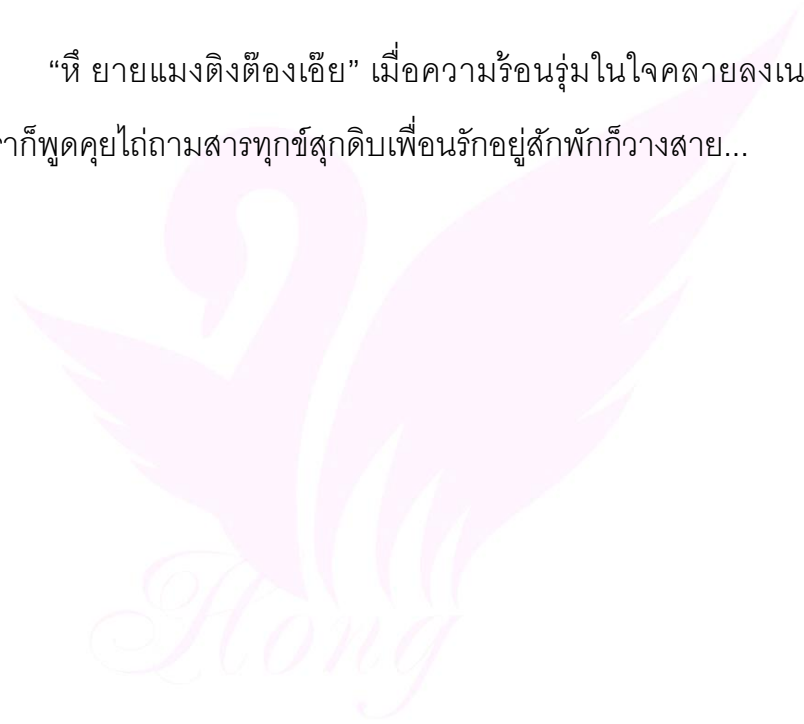 “หึ ยายแมงติงต๊องเอ๊ย” เมื่อความร้อนรุ่มในใจคลายลงเน
ราก็พูดคุยไถ่ถามสารทุกข์สุกดิบเพื่อนรักอยู่สักพักก็วางสาย...
Hong